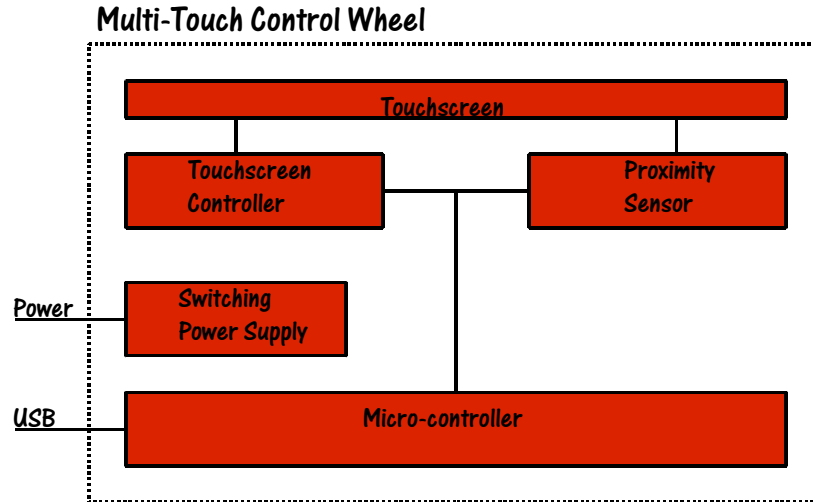 Multi-Touch Control Wheel
Touchscreen
Touchscreen
Controller
Proximity
Sensor
Power
Switching
Power Supply
USB
Micro-controller